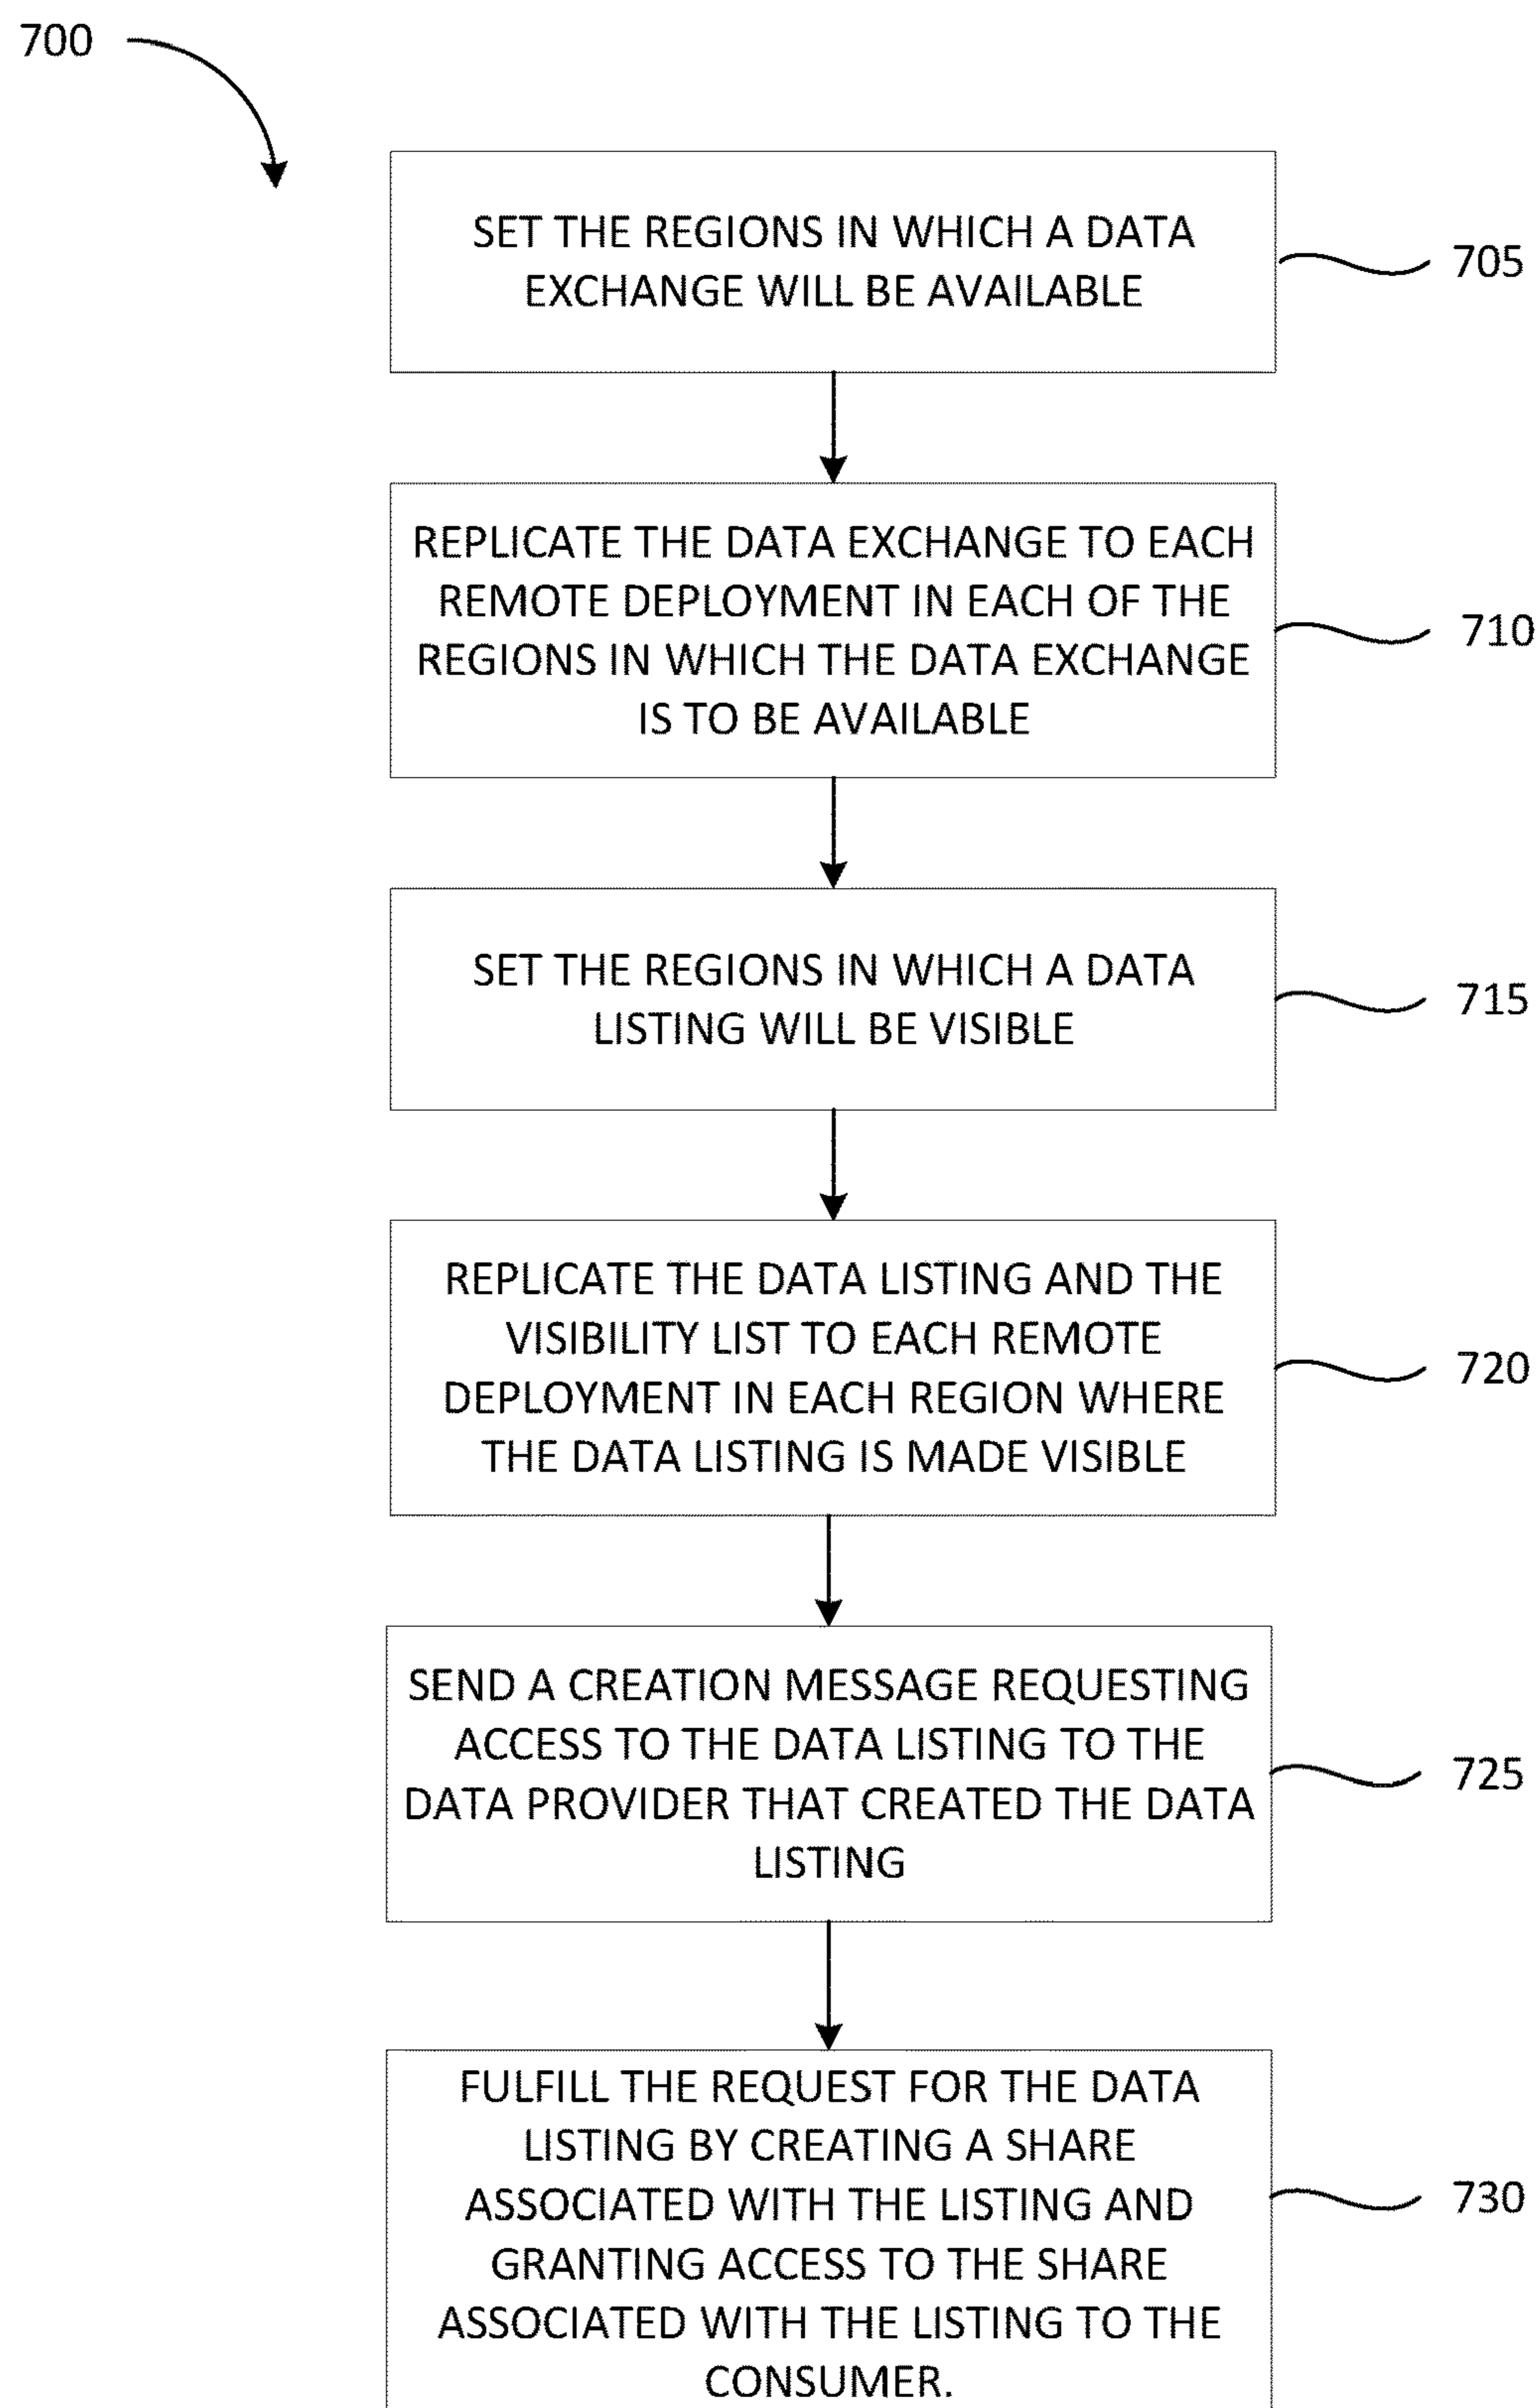 700
SET THE REGIONS IN WHICH A DATA
EXCHANGE WILL BE AVAILABLE
705
REPLICATE THE DATA EXCHANGE TO EACH
REMOTE DEPLOYMENT IN EACH OF THE
REGIONS IN WHICH THE DATA EXCHANGE
IS TO BE AVAILABLE
710
SET THE REGIONS IN WHICH A DATA
LISTING WILL BE VISIBLE
715
REPLICATE THE DATA LISTING AND THE
VISIBILITY LIST TO EACH REMOTE
DEPLOYMENT IN EACH REGION WHERE
THE DATA LISTING IS MADE VISIBLE
720
SEND A CREATION MESSAGE REQUESTING
ACCESS TO THE DATA LISTING TO THE
DATA PROVIDER THAT CREATED THE DATA
LISTING
725
FULFILL THE REQUEST FOR THE DATA
LISTING BY CREATING A SHARE
ASSOCIATED WITH THE LISTING AND
GRANTING ACCESS TO THE SHARE
ASSOCIATED WITH THE LISTING TO THE
CONSUMER.
730